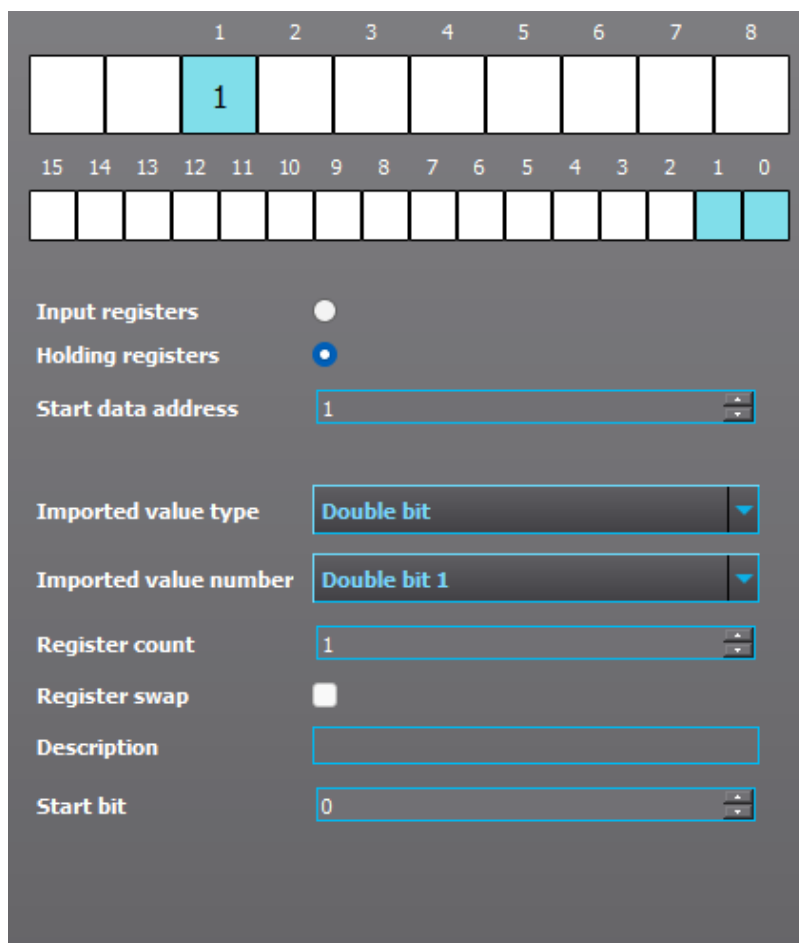 1 2 3 4 5 6 7 8
1
15 14 13 12 11 10 9 8 7 6 5 4 3 2 1 0
Input registers
Holding registers
Start data address 1
Imported value type Double bit
Imported value number Double bit 1
Register count 1
Register swap
Description
Start bit 0